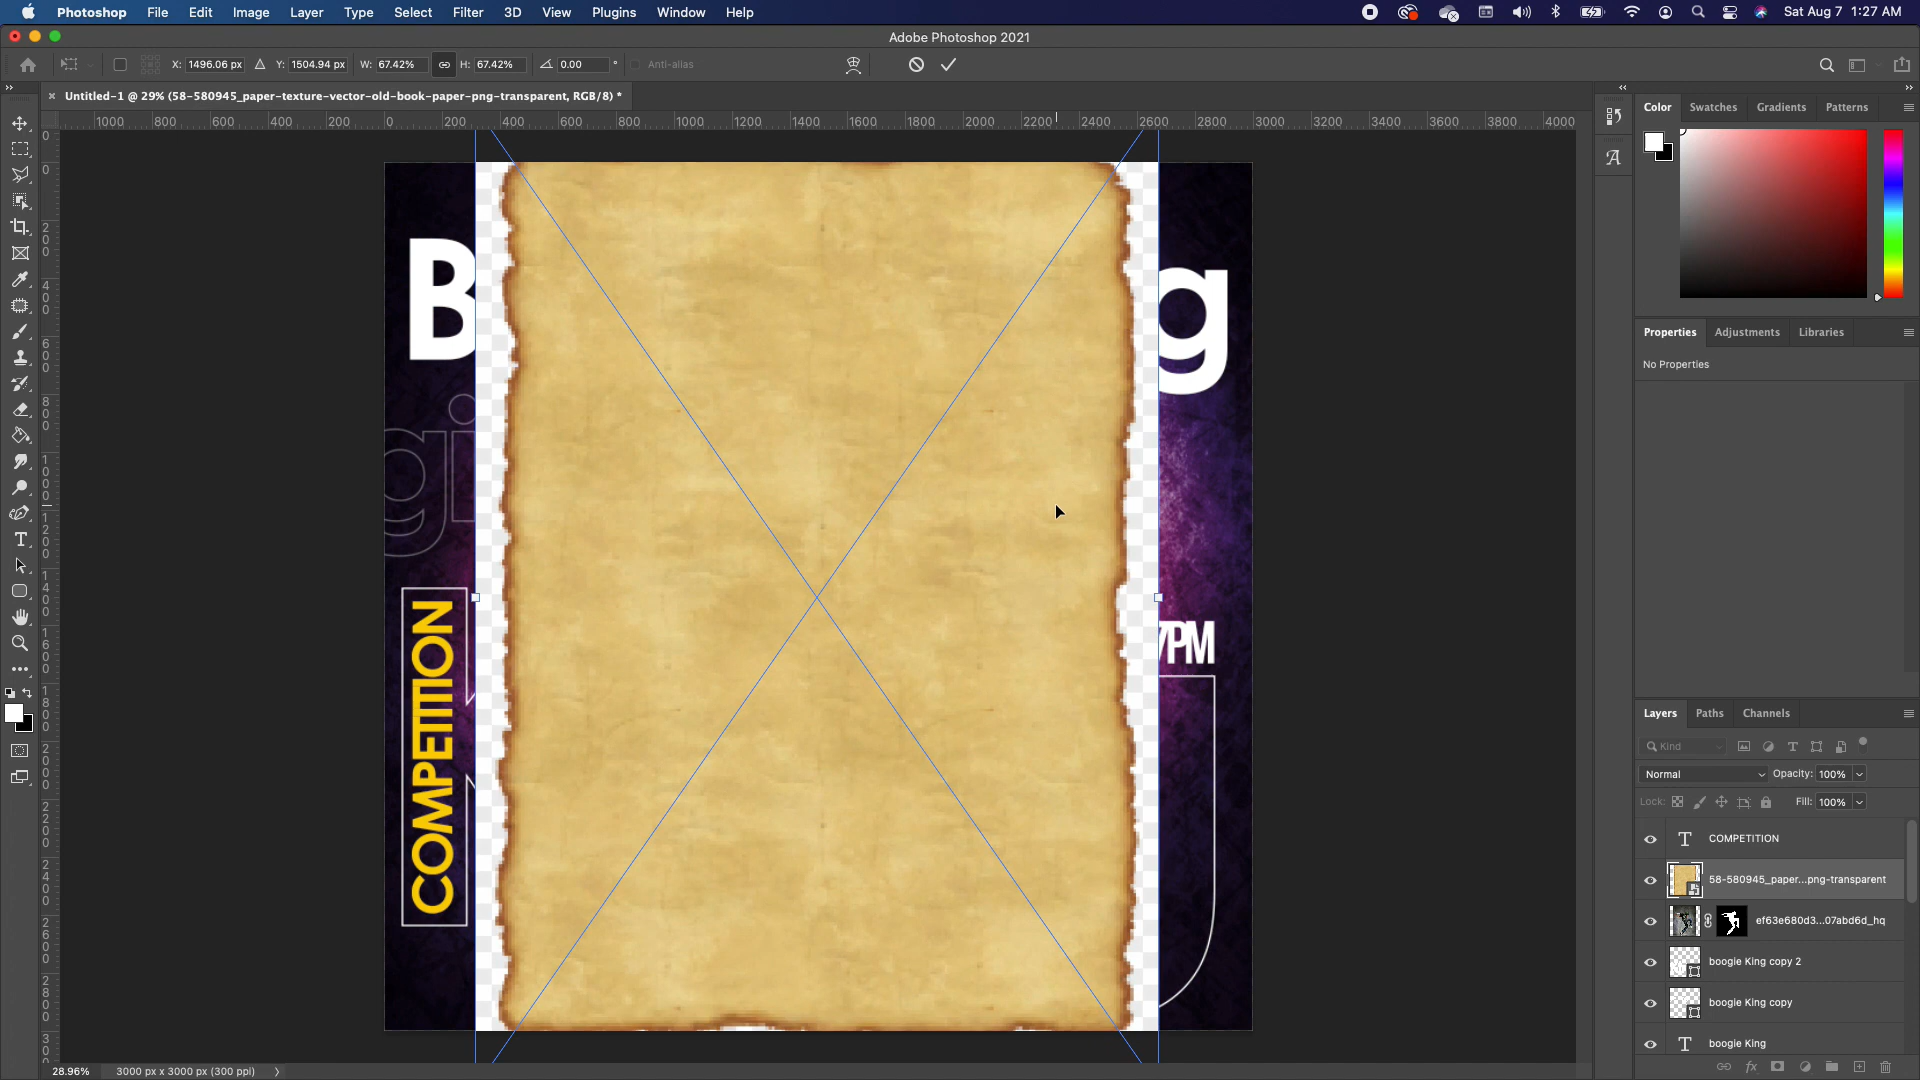 Photoshop File Edit Image Layer Type Select Filter 3D View Plugins Window Help Sat Aug 7 1:27 AM
Adobe Photoshop 2021
X: 1496.06 px Y: 1504.94 px W: 67.42% H: 67.42% 0.00 ° Anti-alias
Untitled-1 @ 29% (58-580945_paper-texture-vector-old-book-paper-png-transparent, RGB/8) *
1000 800 600 400 200 0 200 400 600 800 1000 1200 1400 1600 1800 2000 2200 2400 2600 2800 3000 3200 3400 3600 3800 4000
Color Swatches Gradients Patterns
B g
gi
Properties Adjustments Libraries
No Properties
COMPETITION
7PM
Layers Paths Channels
Kind
Normal Opacity: 100%
Lock: Fill: 100%
COMPETITION
58-580945_paper...png-transparent
ef63e680d3...07abd6d_hq
boogie King copy 2
boogie King copy
boogie King
28.96% 3000 px x 3000 px (300 ppi)